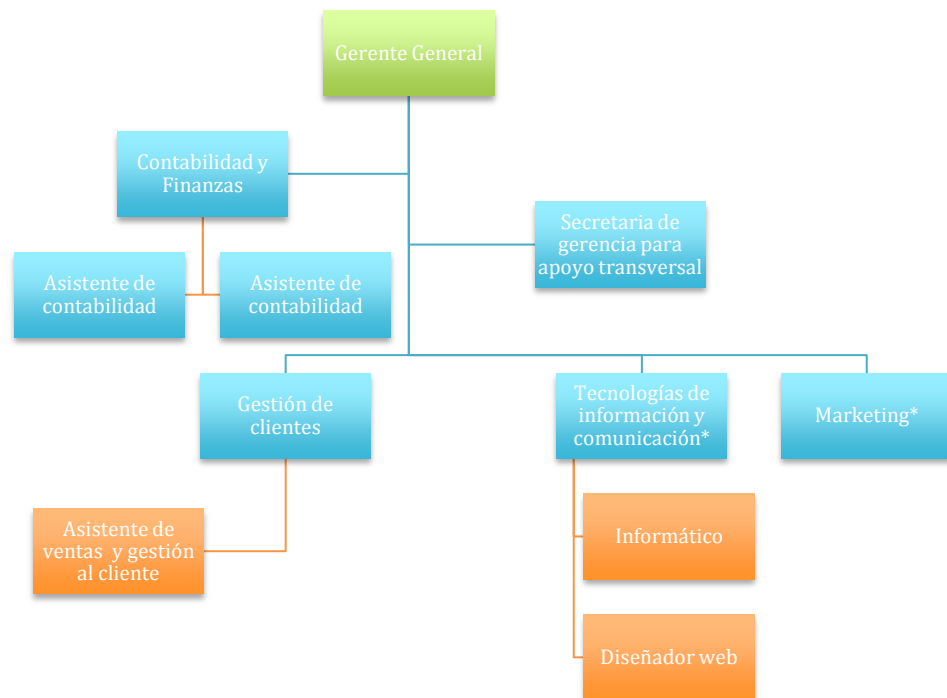 Gerente General
Contabilidad y
Finanzas
Secretaria de
gerencia para
apoyo transversal
Asistente de
contabilidad
Asistente de
contabilidad
Gestión de
clientes
Tecnologías de
información y
comunicación*
Marketing*
Asistente de
ventas  y gestión
al cliente
Informático
Diseñador web